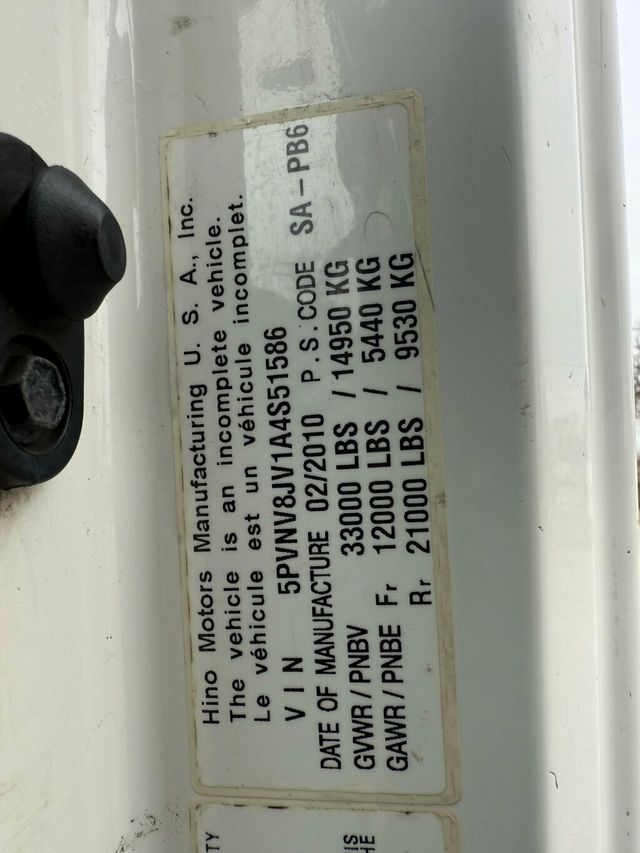 Hino Motors Manufacturing U. S. A., Inc.
The vehicle is an incomplete vehicle.
Le véhicule est un véhicule incomplet.
VIN 5PVNV8JV1A4S51586
DATE OF MANUFACTURE 02/2010 P.S.CODE SA-PB6
GVWR/PNBV 33000 LBS / 14950 KG
GAWR/PNBE Fr 12000 LBS / 5440 KG
Rr 21000 LBS / 9530 KG